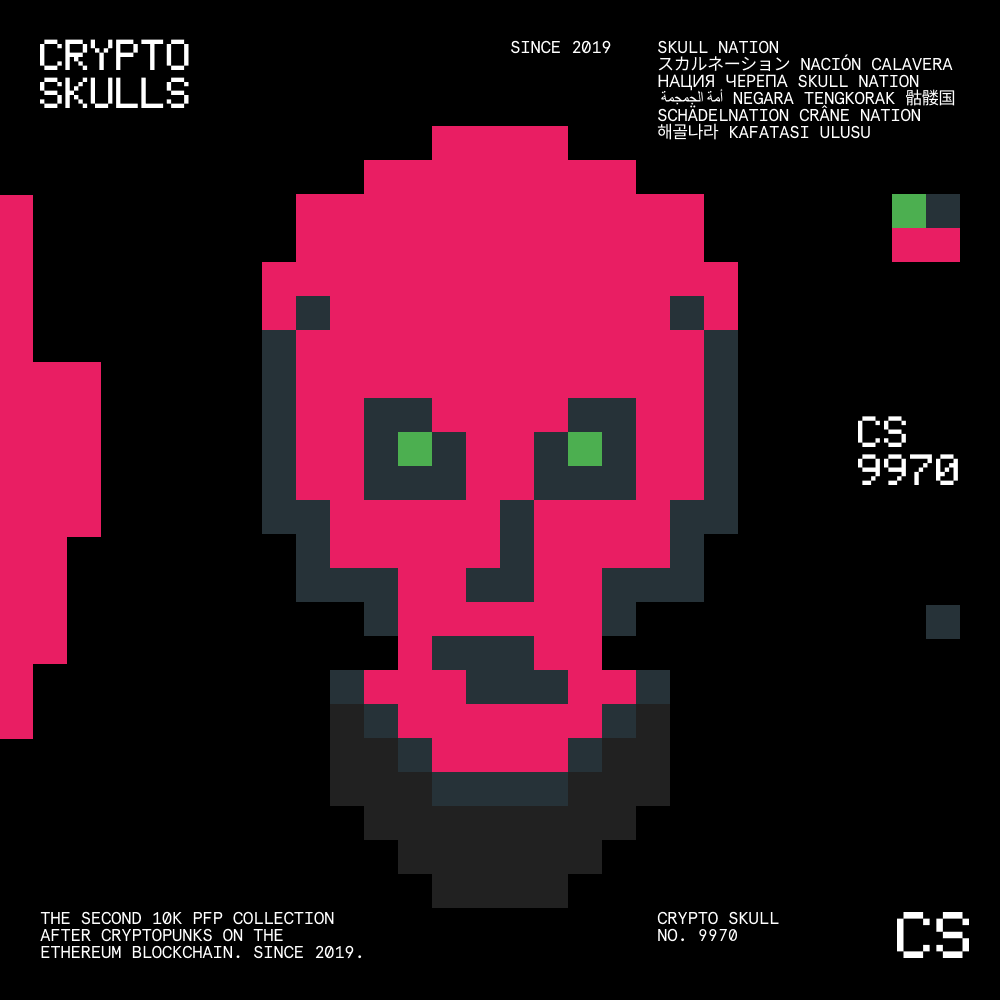 CRYPTO
SKULLS
SINCE 2019
SKULL NATION
スカルネーション NACIÓN CALAVERA
НАЦИЯ ЧЕРЕПА SKULL NATION
أمة الجمجمة NEGARA TENGKORAK 骷髅国
SCHÄDELNATION CRÂNE NATION
해골나라 KAFATASI ULUSU
CS
9970
THE SECOND 10K PFP COLLECTION
AFTER CRYPTOPUNKS ON THE
ETHEREUM BLOCKCHAIN. SINCE 2019.
CRYPTO SKULL
NO. 9970
CS